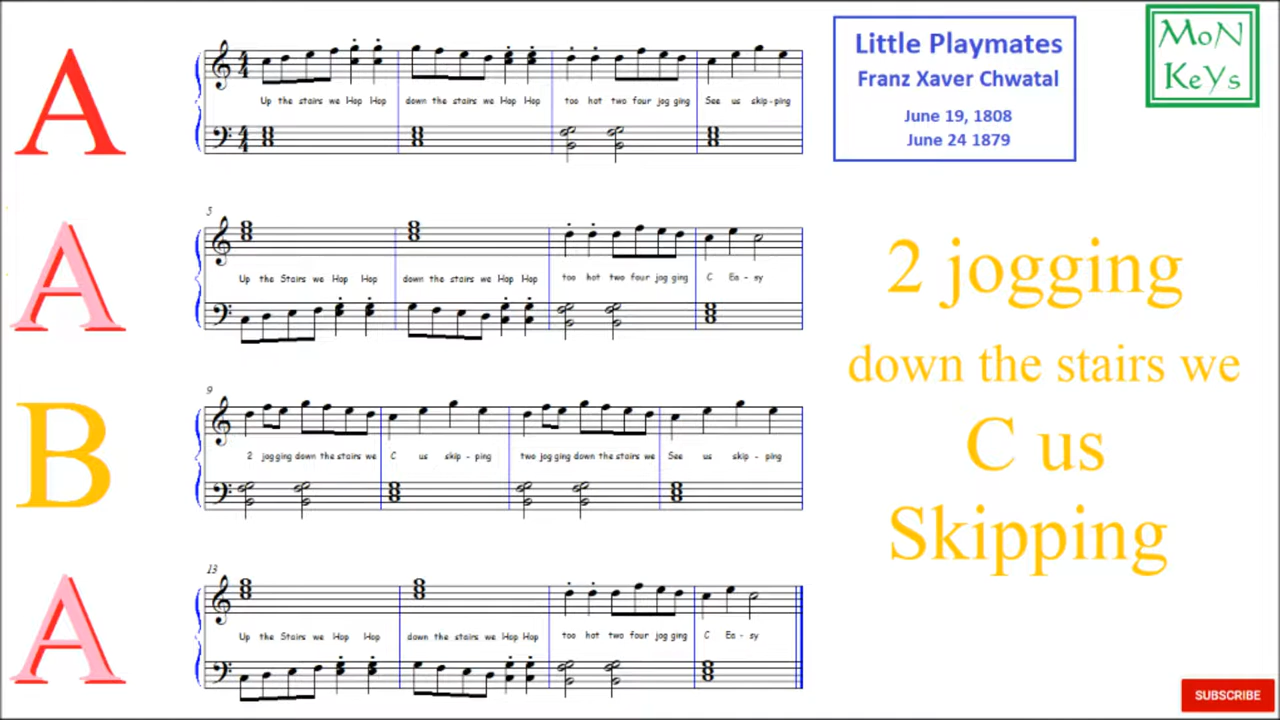 A
Up the stairs we Hop Hop down the stairs we Hop Hop too hot two four jog ging See us skip-ping
Little Playmates
Franz Xaver Chwatal
June 19, 1808
June 24 1879
MoN
KeYs
A
5
Up the Stairs we Hop Hop down the stairs we Hop Hop too hot two four jog ging C Ea - sy
2 jogging
down the stairs we
C us
Skipping
B
9
2 jog ging down the stairs we C us skip - ping two jog ging down the stairs we See us skip - ping
A
13
Up the Stairs we Hop Hop down the stairs we Hop Hop too hot two four jog ging C Ea - sy
SUBSCRIBE